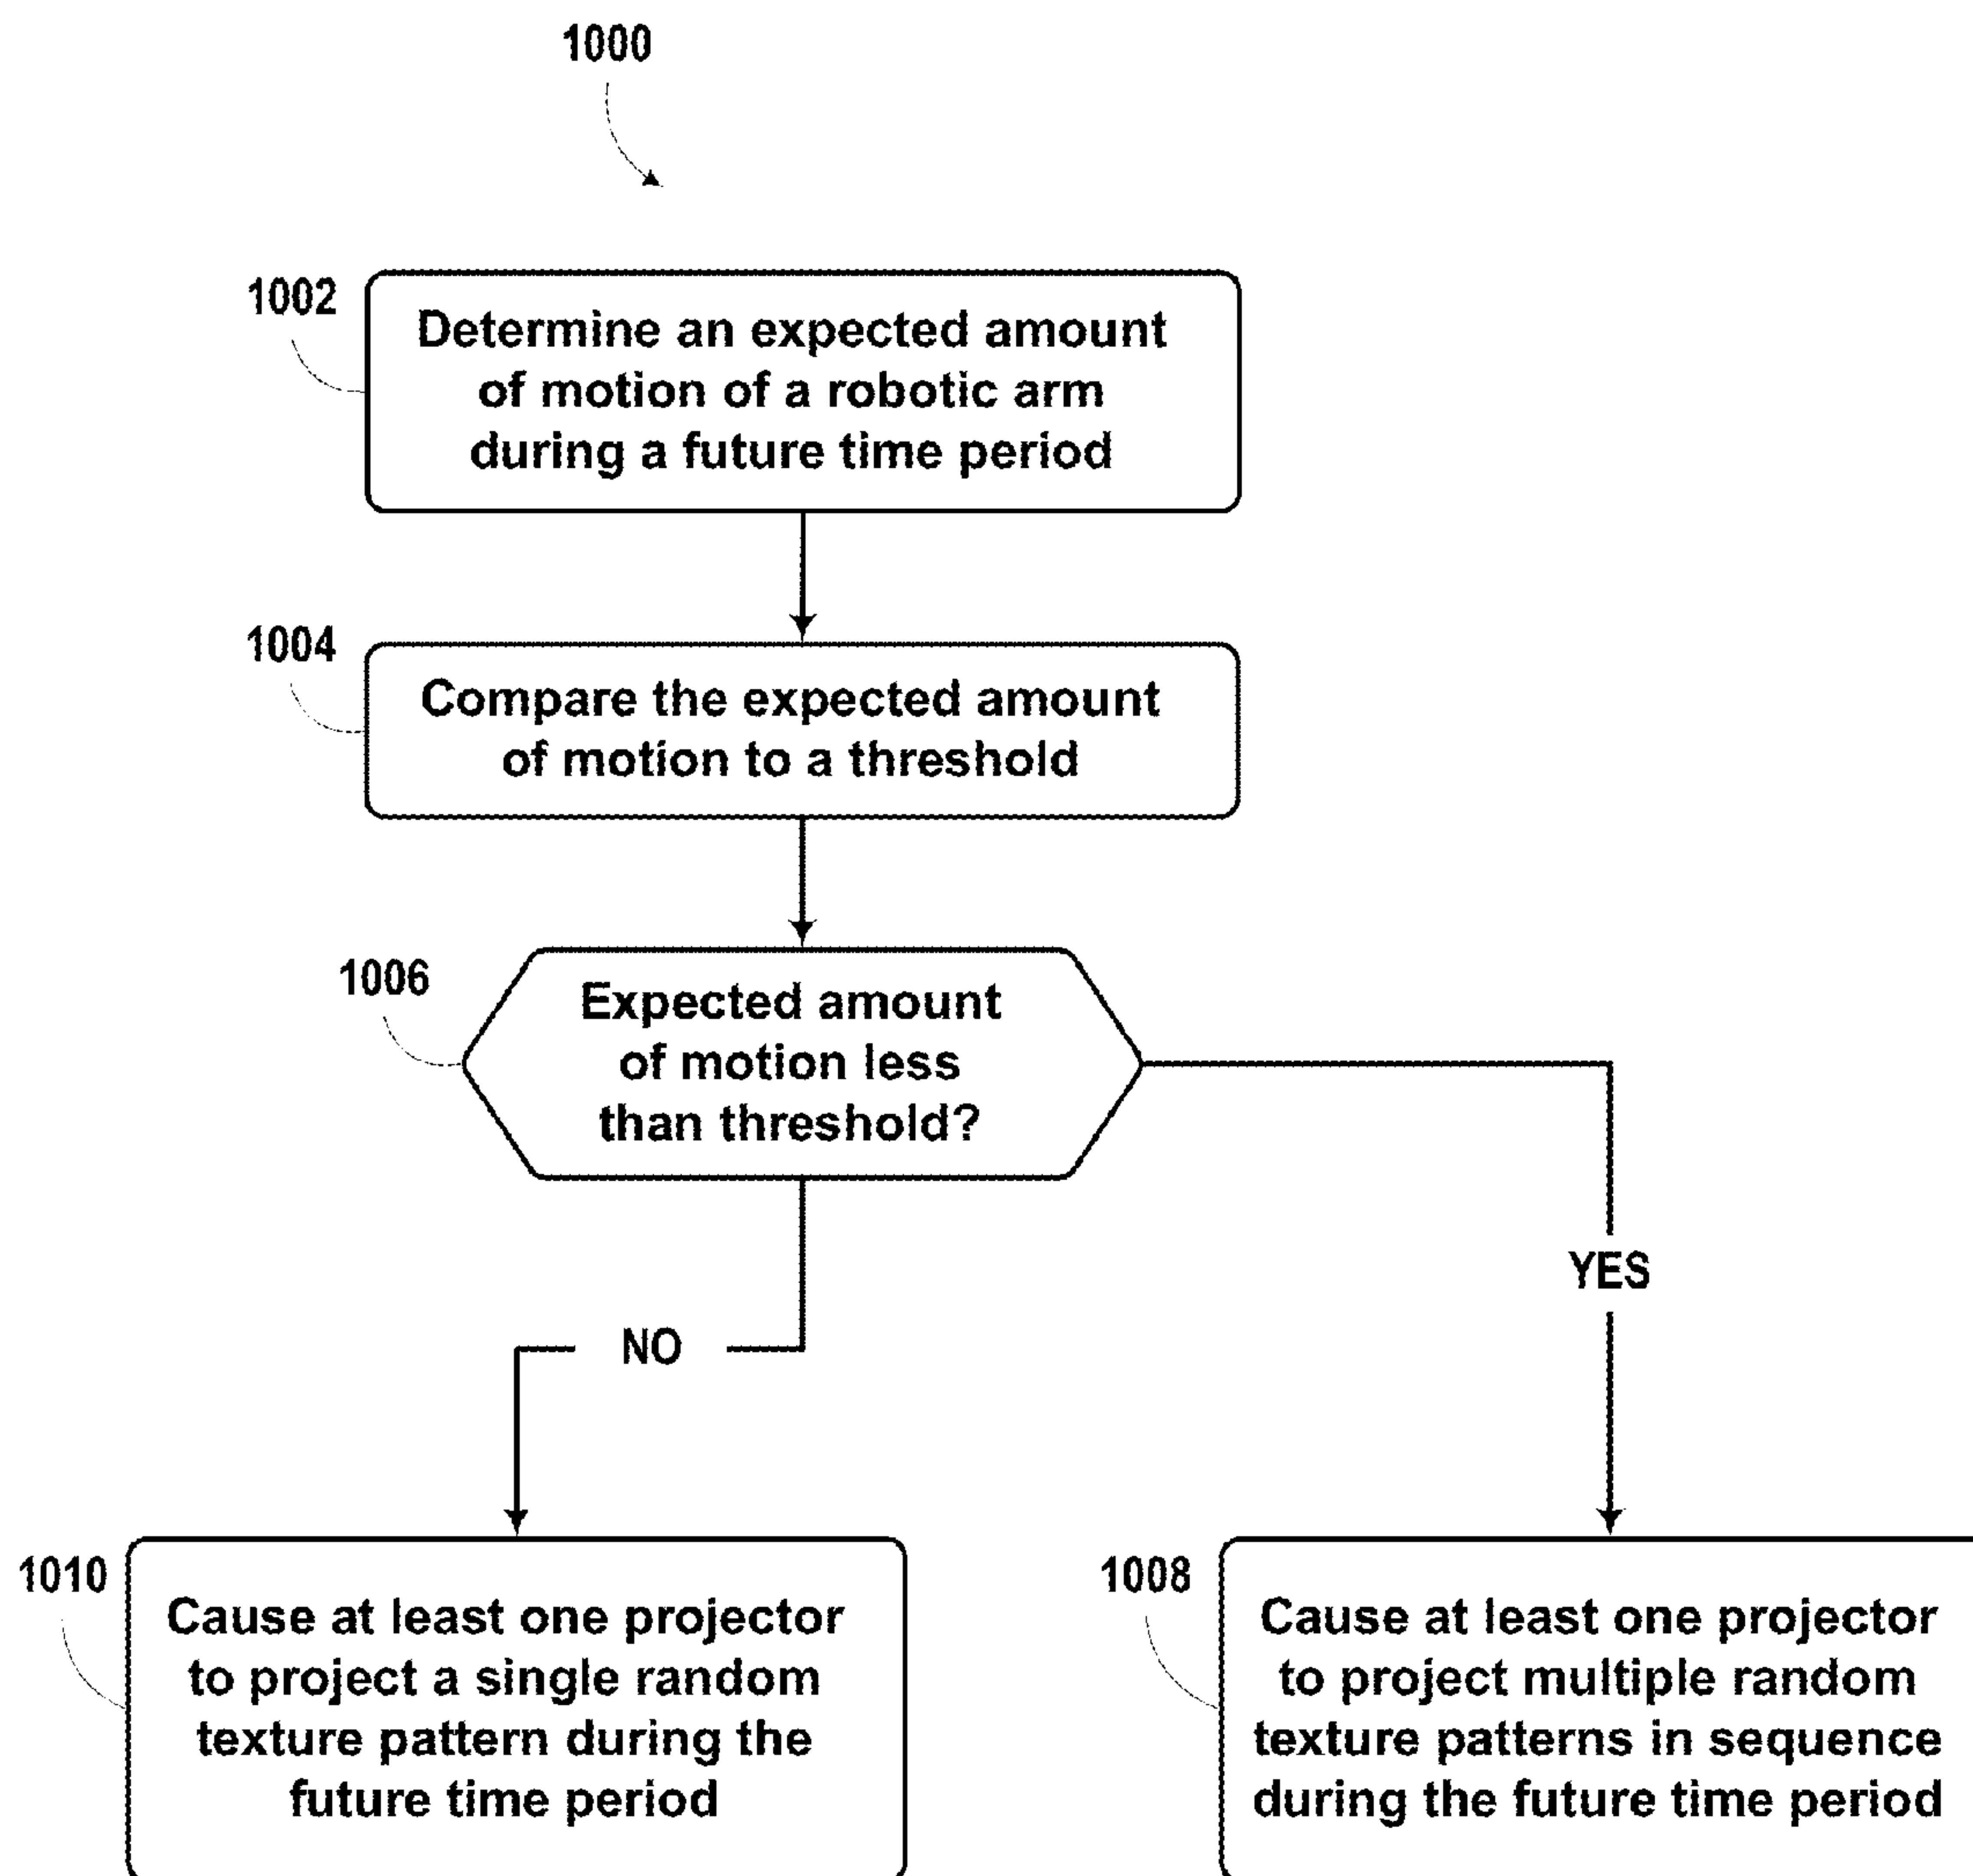 1000
1002
Determine an expected amount
of motion of a robotic arm
during a future time period
1004
Compare the expected amount
of motion to a threshold
1006
Expected amount
of motion less
than threshold?
YES
NO
1010
Cause at least one projector
to project a single random
texture pattern during the
future time period
1008
Cause at least one projector
to project multiple random
texture patterns in sequence
during the future time period